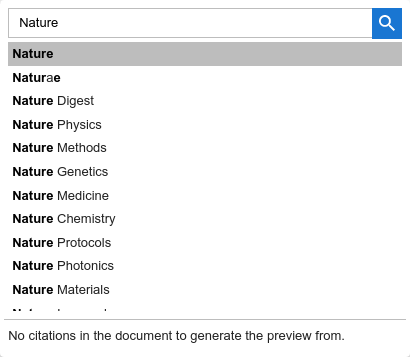 Nature
Nature
Naturae
Nature Digest
Nature Physics
Nature Methods
Nature Genetics
Nature Medicine
Nature Chemistry
Nature Protocols
Nature Photonics
Nature Materials
No citations in the document to generate the preview from.